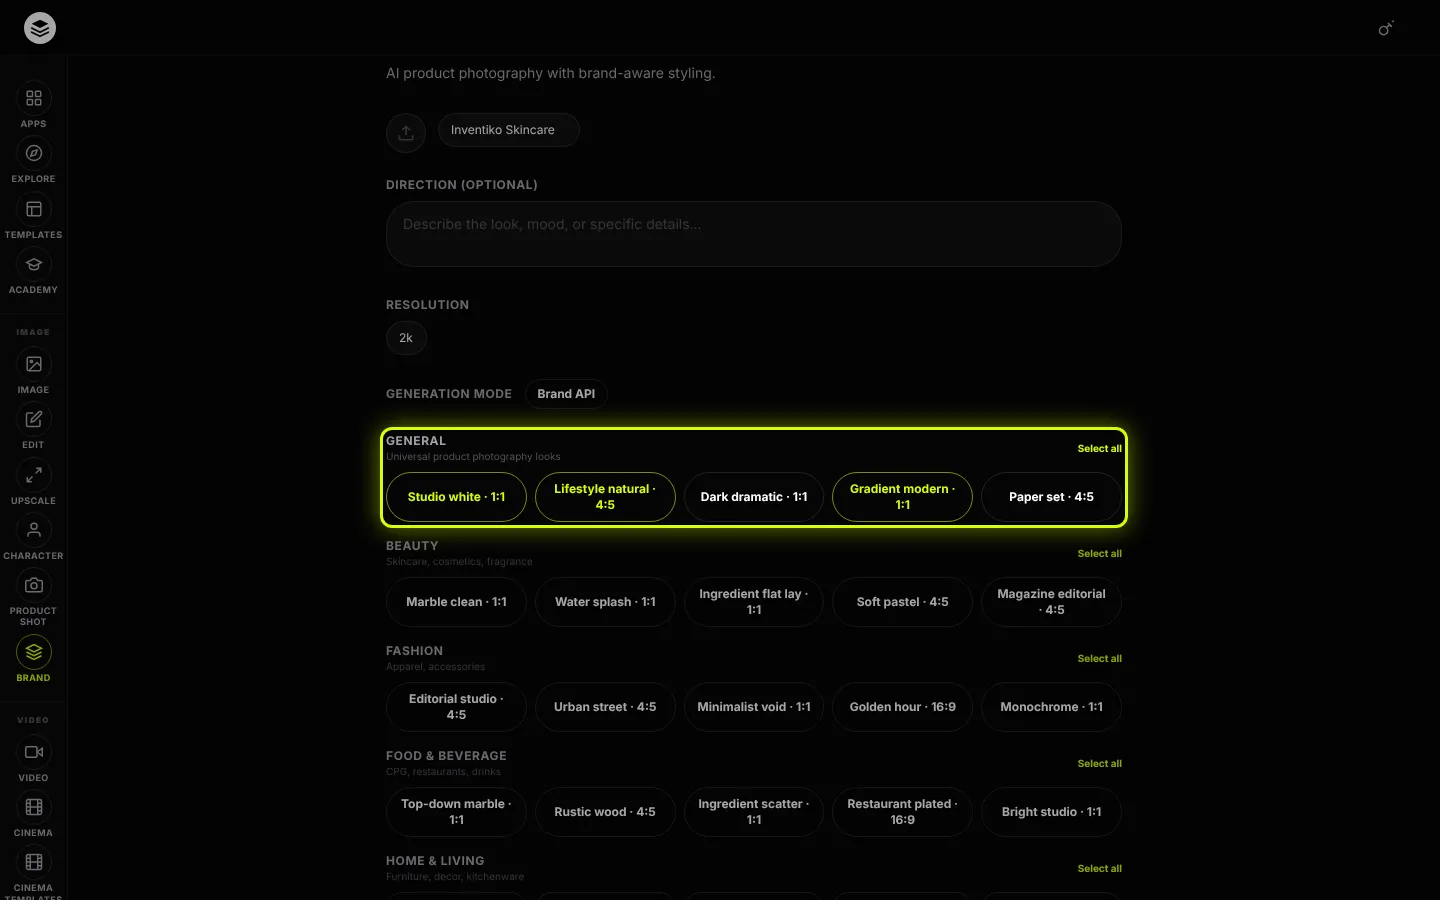 AI product photography with brand-aware styling.
Inventiko Skincare
DIRECTION (OPTIONAL)
Describe the look, mood, or specific details...
RESOLUTION
2k
GENERATION MODE
Brand API
GENERAL
Universal product photography looks
Select all
Studio white · 1:1
Lifestyle natural ·
4:5
Dark dramatic · 1:1
Gradient modern ·
1:1
Paper set · 4:5
BEAUTY
Skincare, cosmetics, fragrance
Select all
Marble clean · 1:1
Water splash · 1:1
Ingredient flat lay ·
1:1
Soft pastel · 4:5
Magazine editorial
· 4:5
FASHION
Apparel, accessories
Select all
Editorial studio ·
4:5
Urban street · 4:5
Minimalist void · 1:1
Golden hour · 16:9
Monochrome · 1:1
FOOD & BEVERAGE
CPG, restaurants, drinks
Select all
Top-down marble ·
1:1
Rustic wood · 4:5
Ingredient scatter ·
1:1
Restaurant plated ·
16:9
Bright studio · 1:1
HOME & LIVING
Furniture, decor, kitchenware
Select all
APPS
EXPLORE
TEMPLATES
ACADEMY
IMAGE
IMAGE
EDIT
UPSCALE
CHARACTER
PRODUCT
SHOT
BRAND
VIDEO
VIDEO
CINEMA
CINEMA
TEMPLATES